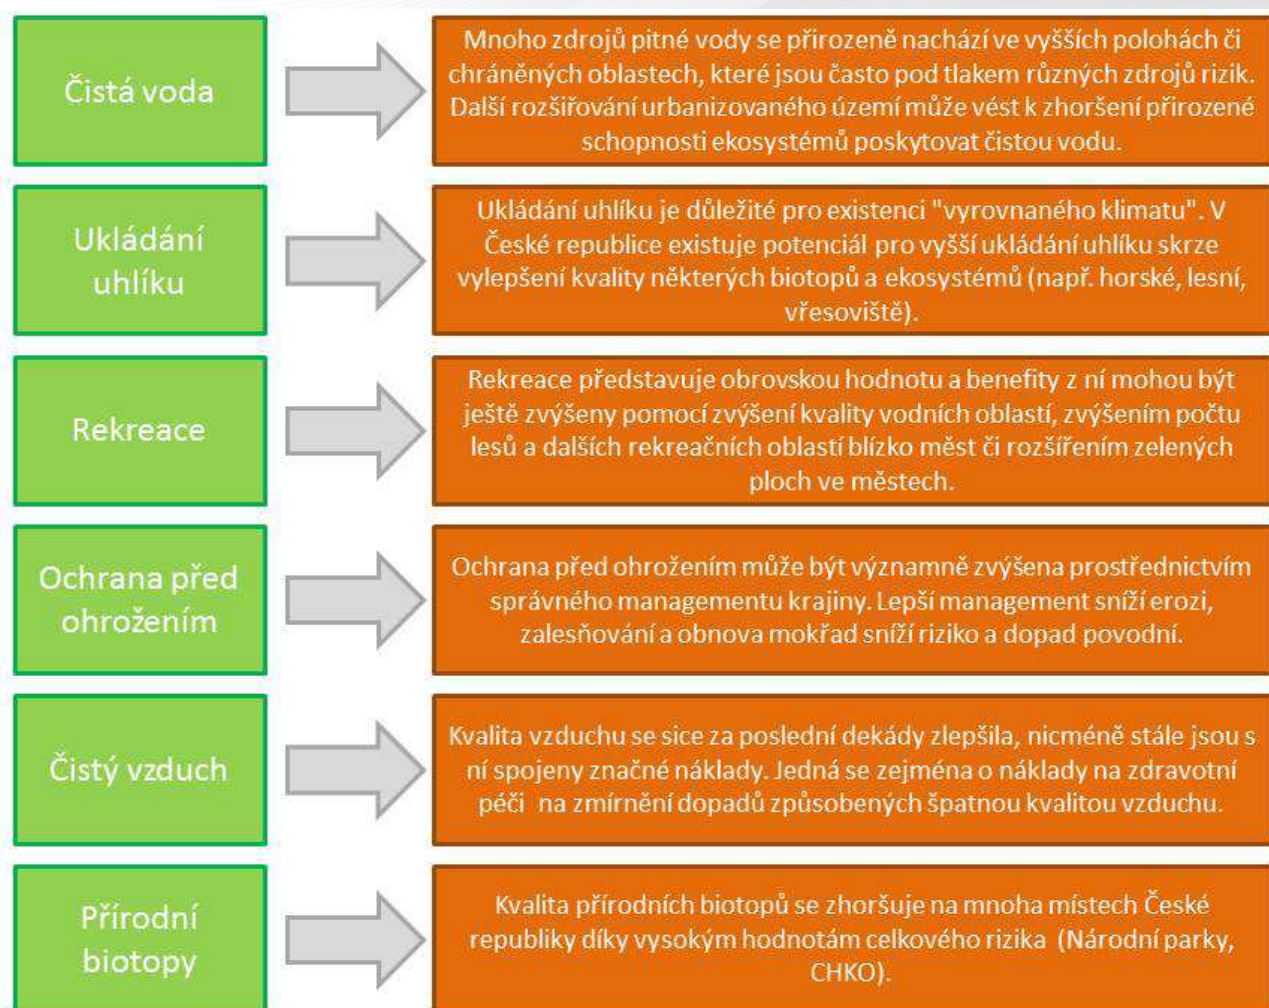 Čistá voda
Mnoho zdrojů pitné vody se přirozeně nachází ve vyšších polohách či
chráněných oblastech, které jsou často pod tlakem různých zdrojů rizik.
Další rozšiřování urbanizovaného území může vést k zhoršení přirozené
schopnosti ekosystémů poskytovat čistou vodu.
Ukládání
uhlíku
Ukládání uhlíku je důležité pro existenci "vyrovnaného klimatu". V
České republice existuje potenciál pro vyšší ukládání uhlíku skrze
vylepšení kvality některých biotopů a ekosystémů (např. horské, lesní,
vřesoviště).
Rekreace
Rekreace představuje obrovskou hodnotu a benefity z ní mohou být
ještě zvýšeny pomocí zvýšení kvality vodních oblastí, zvýšením počtu
lesů a dalších rekreačních oblastí blízko měst či rozšířením zelených
ploch ve městech.
Ochrana před
ohrožením
Ochrana před ohrožením může být významně zvýšena prostřednictvím
správného managementu krajiny. Lepší management sníží erozi,
zalesňování a obnova mokřad sníží riziko a dopad povodní.
Čistý vzduch
Kvalita vzduchu se sice za poslední dekády zlepšila, nicméně stále jsou s
ní spojeny značné náklady. Jedná se zejména o náklady na zdravotní
péči na zmírnění dopadů způsobených špatnou kvalitou vzduchu.
Přírodní
biotopy
Kvalita přírodních biotopů se zhoršuje na mnoha místech České
republiky díky vysokým hodnotám celkového rizika (Národní parky,
CHKO).